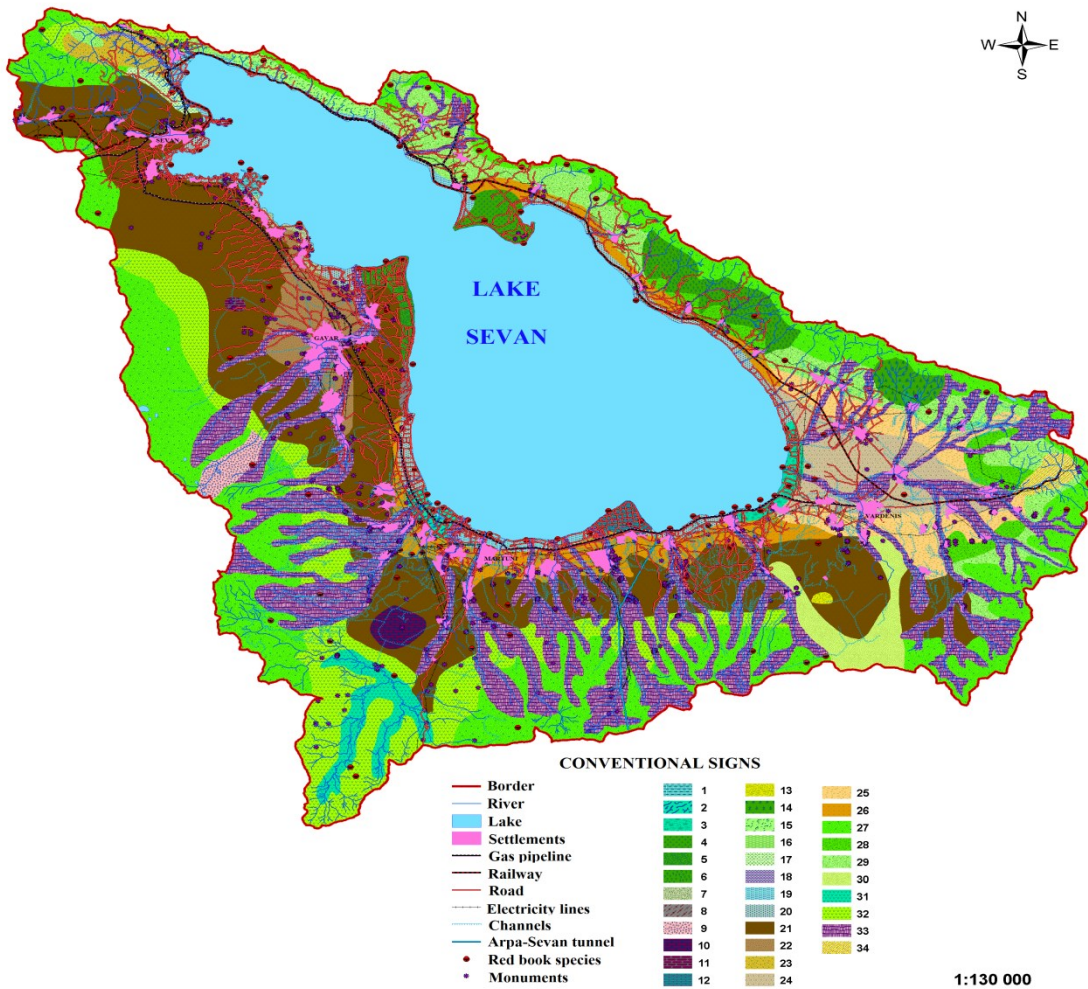 N
W E
S
LAKE
SEVAN
SEVAN
GAVAR
MARTUNI
VARDENIS
CONVENTIONAL SIGNS
Border
River
Lake
Settlements
Gas pipeline
Railway
Road
Electricity lines
Channels
Arpa-Sevan tunnel
Red book species
Monuments
1
2
3
4
5
6
7
8
9
10
11
12
13
14
15
16
17
18
19
20
21
22
23
24
25
26
27
28
29
30
31
32
33
34
1:130 000